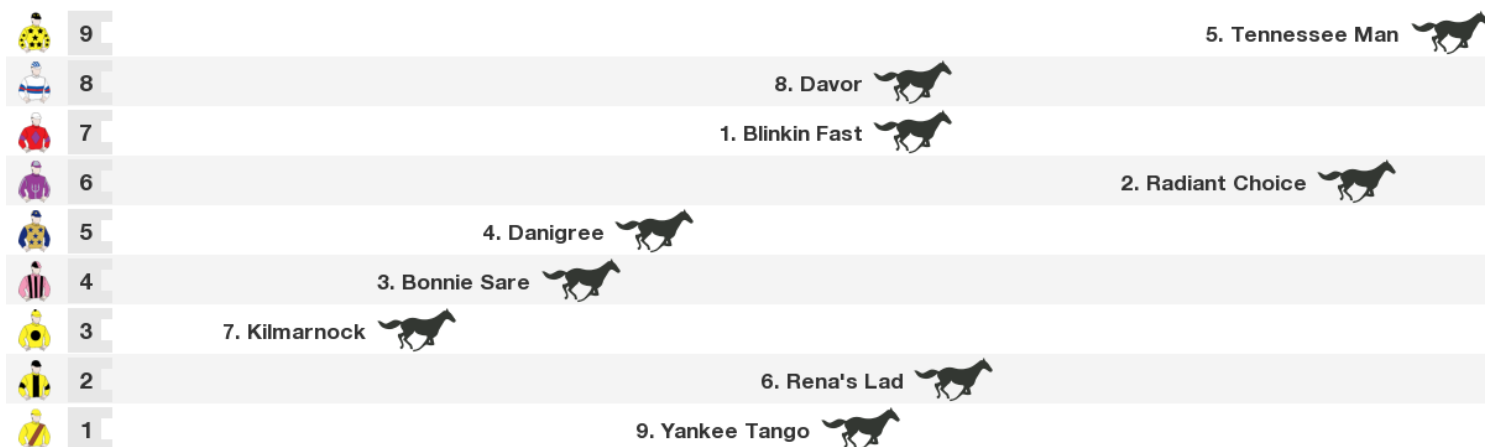 9 5. Tennessee Man
8 8. Davor
7 1. Blinkin Fast
6 2. Radiant Choice
5 4. Danigree
4 3. Bonnie Sare
3 7. Kilmarnock
2 6. Rena's Lad
1 9. Yankee Tango